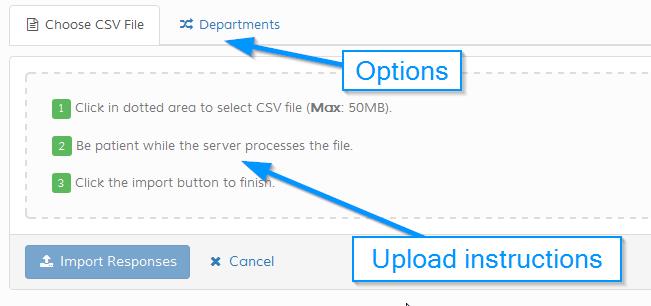 Choose CSV File
Departments
Options
1 Click in dotted area to select CSV file (Max: 50MB).
2 Be patient while the server processes the file.
3 Click the import button to finish.
Upload instructions
Import Responses
Cancel